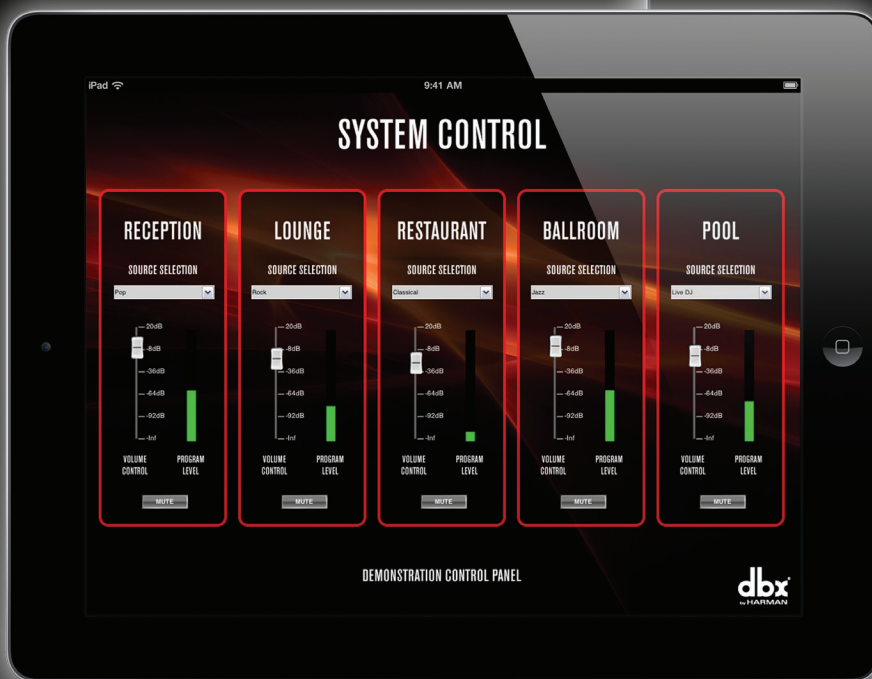 iPad
9:41 AM
SYSTEM CONTROL
RECEPTION
SOURCE SELECTION
Pop
20dB
-8dB
-36dB
-64dB
-92dB
-Inf
VOLUME
CONTROL
PROGRAM
LEVEL
MUTE
LOUNGE
SOURCE SELECTION
Rock
20dB
-8dB
-36dB
-64dB
-92dB
-Inf
VOLUME
CONTROL
PROGRAM
LEVEL
MUTE
RESTAURANT
SOURCE SELECTION
Classical
20dB
-8dB
-36dB
-64dB
-92dB
-Inf
VOLUME
CONTROL
PROGRAM
LEVEL
MUTE
BALLROOM
SOURCE SELECTION
Jazz
20dB
-8dB
-36dB
-64dB
-92dB
-Inf
VOLUME
CONTROL
PROGRAM
LEVEL
MUTE
POOL
SOURCE SELECTION
Live DJ
20dB
-8dB
-36dB
-64dB
-92dB
-Inf
VOLUME
CONTROL
PROGRAM
LEVEL
MUTE
DEMONSTRATION CONTROL PANEL
dbx
by HARMAN